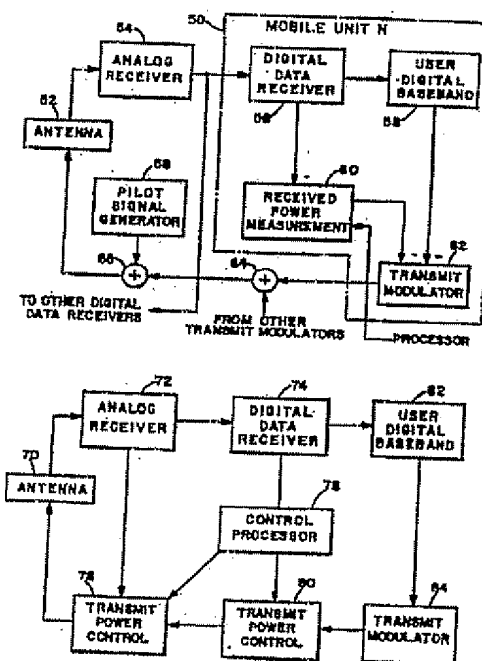 50
MOBILE UNIT N
54
ANALOG
RECEIVER
DIGITAL
DATA
RECEIVER
56
USER
DIGITAL
BASEBAND
58
52
ANTENNA
68
PILOT
SIGNAL
GENERATOR
60
RECEIVED
POWER
MEASUREMENT
66
64
62
TRANSMIT
MODULATOR
TO OTHER DIGITAL
DATA RECEIVERS
FROM OTHER
TRANSMIT MODULATORS
PROCESSOR
72
ANALOG
RECEIVER
74
DIGITAL
DATA
RECEIVER
82
USER
DIGITAL
BASEBAND
70
ANTENNA
78
CONTROL
PROCESSOR
76
TRANSMIT
POWER
CONTROL
80
TRANSMIT
POWER
CONTROL
84
TRANSMIT
MODULATOR